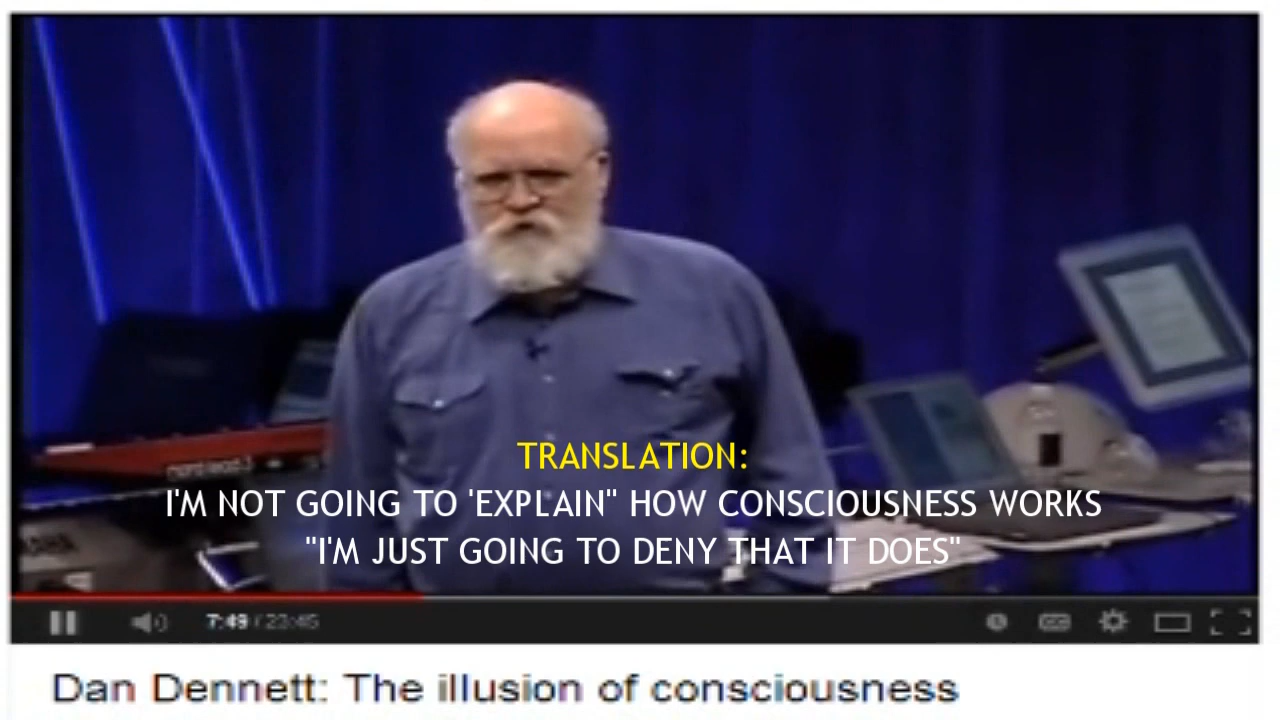 TRANSLATION:
I'M NOT GOING TO 'EXPLAIN" HOW CONSCIOUSNESS WORKS
"I'M JUST GOING TO DENY THAT IT DOES"
7:49 / 23:45
Dan Dennett: The illusion of consciousness